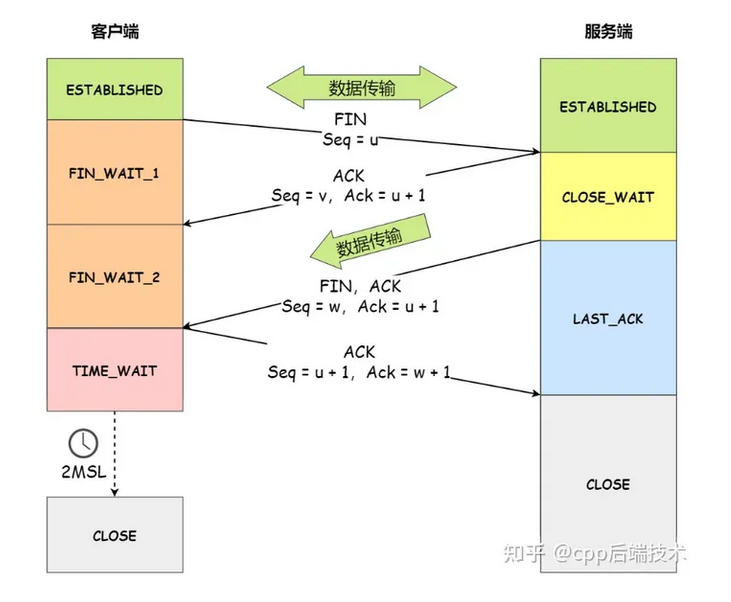 客户端
服务端
ESTABLISHED
数据传输
ESTABLISHED
FIN
Seq = u
FIN_WAIT_1
ACK
Seq = v, Ack = u + 1
CLOSE_WAIT
数据传输
FIN_WAIT_2
FIN, ACK
Seq = w, Ack = u + 1
LAST_ACK
ACK
Seq = u + 1, Ack = w + 1
TIME_WAIT
2MSL
CLOSE
CLOSE
知乎 @cpp后端技术